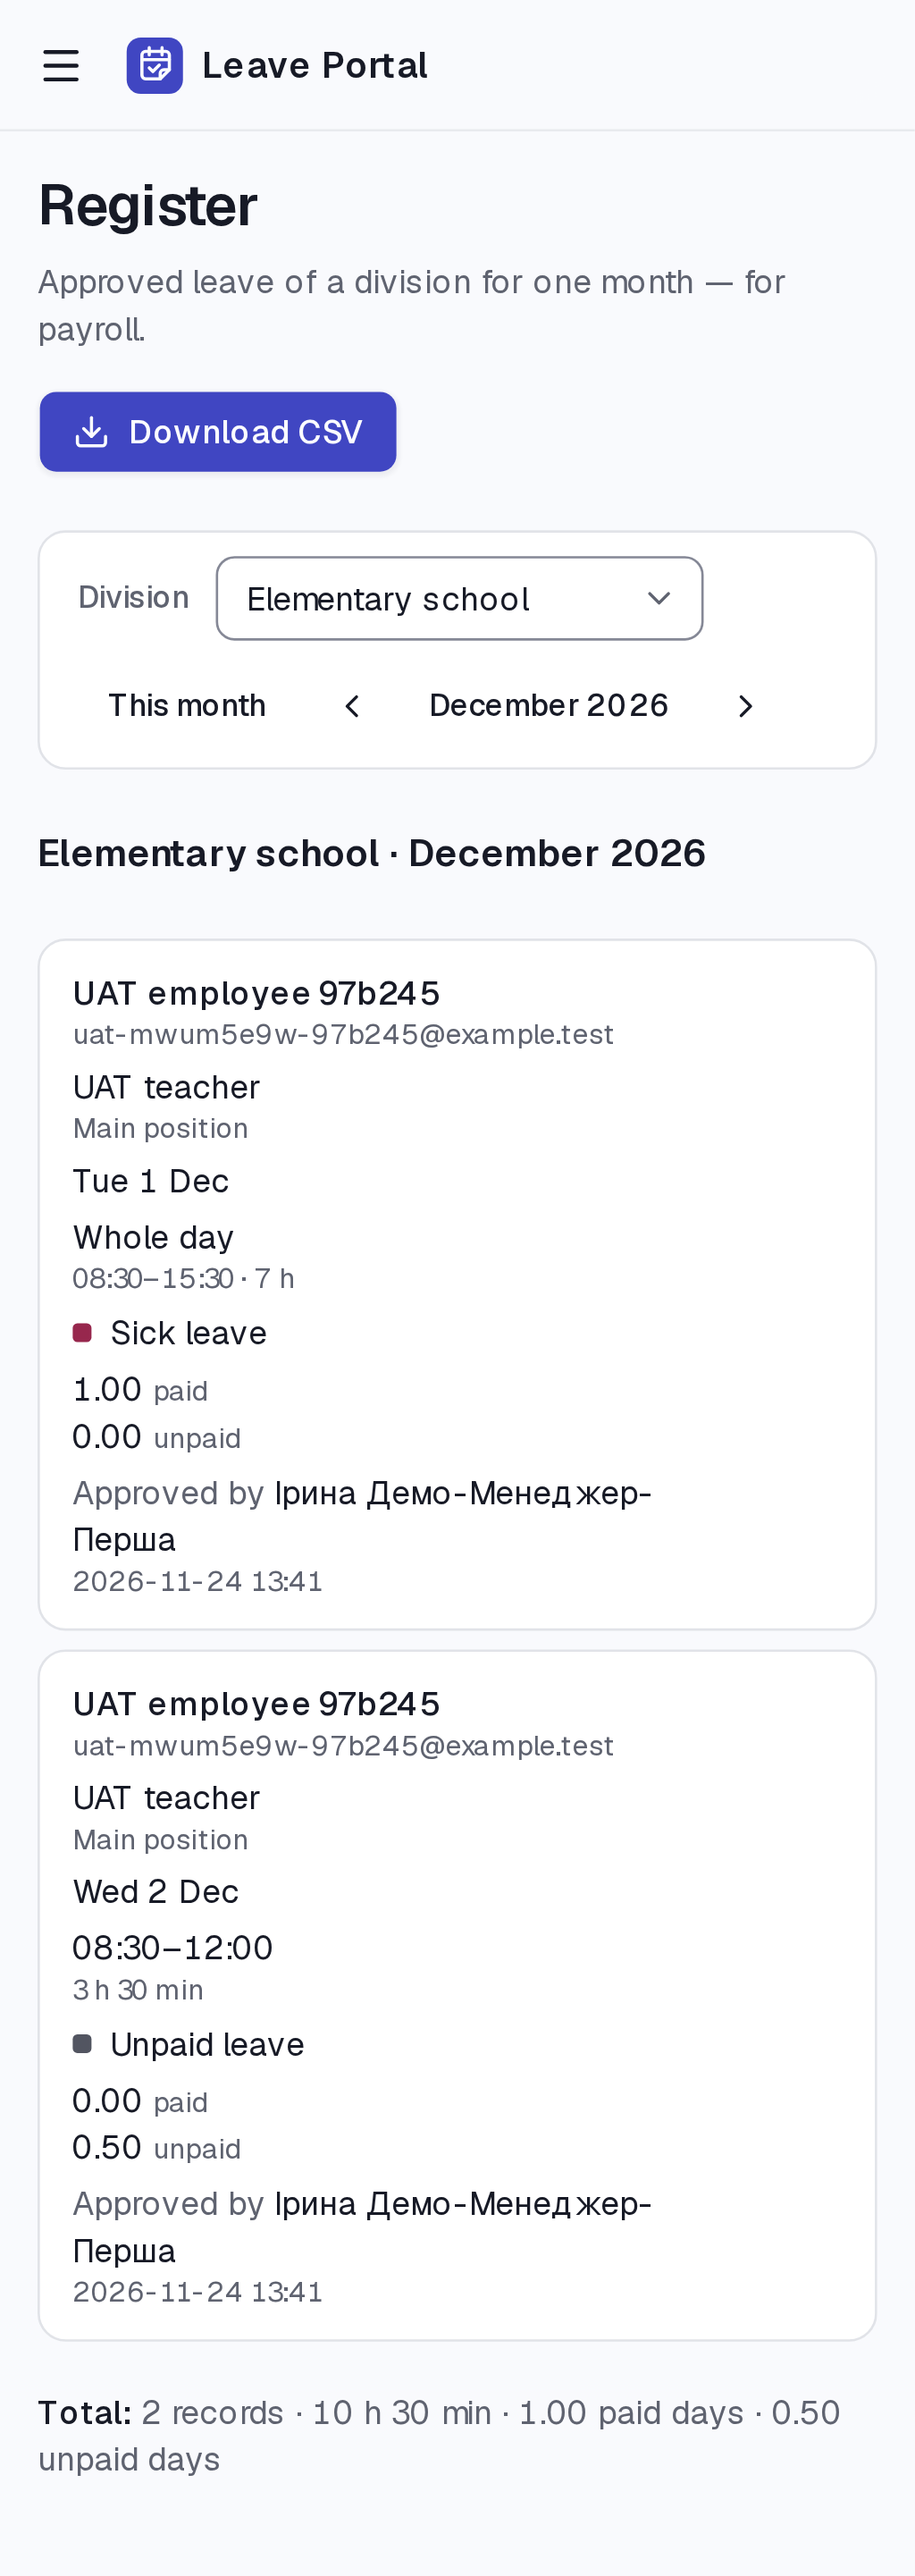 Leave Portal
Register
Approved leave of a division for one month — for
payroll.
Download CSV
Division Elementary school
This month December 2026
Elementary school · December 2026
UAT employee 97b245
uat-mwum5e9w-97b245@example.test
UAT teacher
Main position
Tue 1 Dec
Whole day
08:30–15:30 · 7 h
Sick leave
1.00 paid
0.00 unpaid
Approved by Ірина Демо-Менеджер-
Перша
2026-11-24 13:41
UAT employee 97b245
uat-mwum5e9w-97b245@example.test
UAT teacher
Main position
Wed 2 Dec
08:30–12:00
3 h 30 min
Unpaid leave
0.00 paid
0.50 unpaid
Approved by Ірина Демо-Менеджер-
Перша
2026-11-24 13:41
Total: 2 records · 10 h 30 min · 1.00 paid days · 0.50
unpaid days